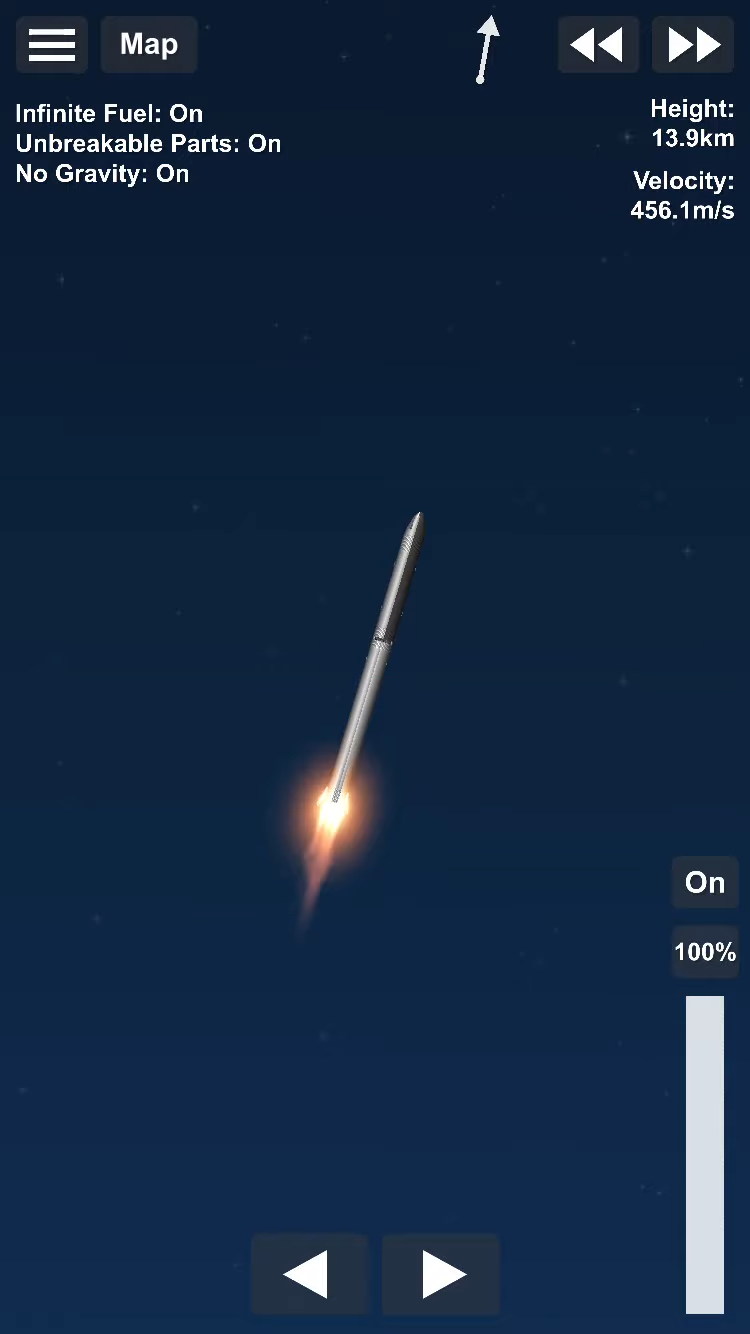 Map
Infinite Fuel: On
Unbreakable Parts: On
No Gravity: On
Height:
13.9km
Velocity:
456.1m/s
On
100%